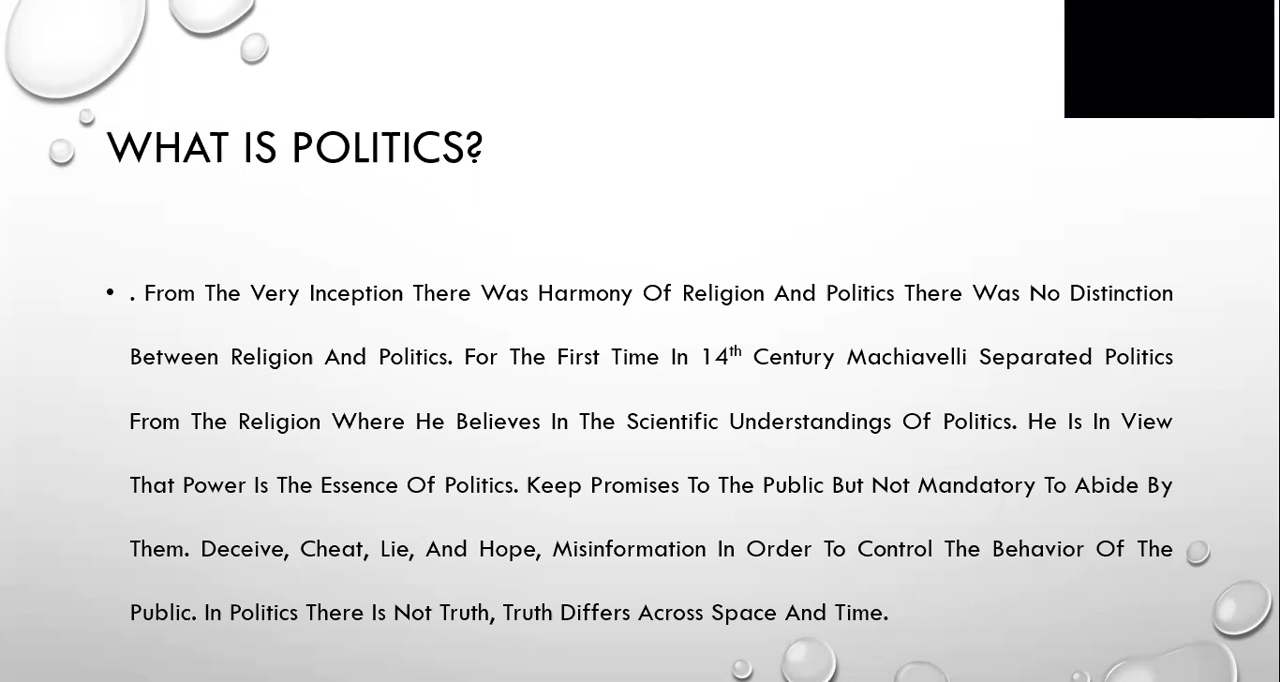 WHAT IS POLITICS?
• . From The Very Inception There Was Harmony Of Religion And Politics There Was No Distinction
Between Religion And Politics. For The First Time In 14th Century Machiavelli Separated Politics
From The Religion Where He Believes In The Scientific Understandings Of Politics. He Is In View
That Power Is The Essence Of Politics. Keep Promises To The Public But Not Mandatory To Abide By
Them. Deceive, Cheat, Lie, And Hope, Misinformation In Order To Control The Behavior Of The
Public. In Politics There Is Not Truth, Truth Differs Across Space And Time.